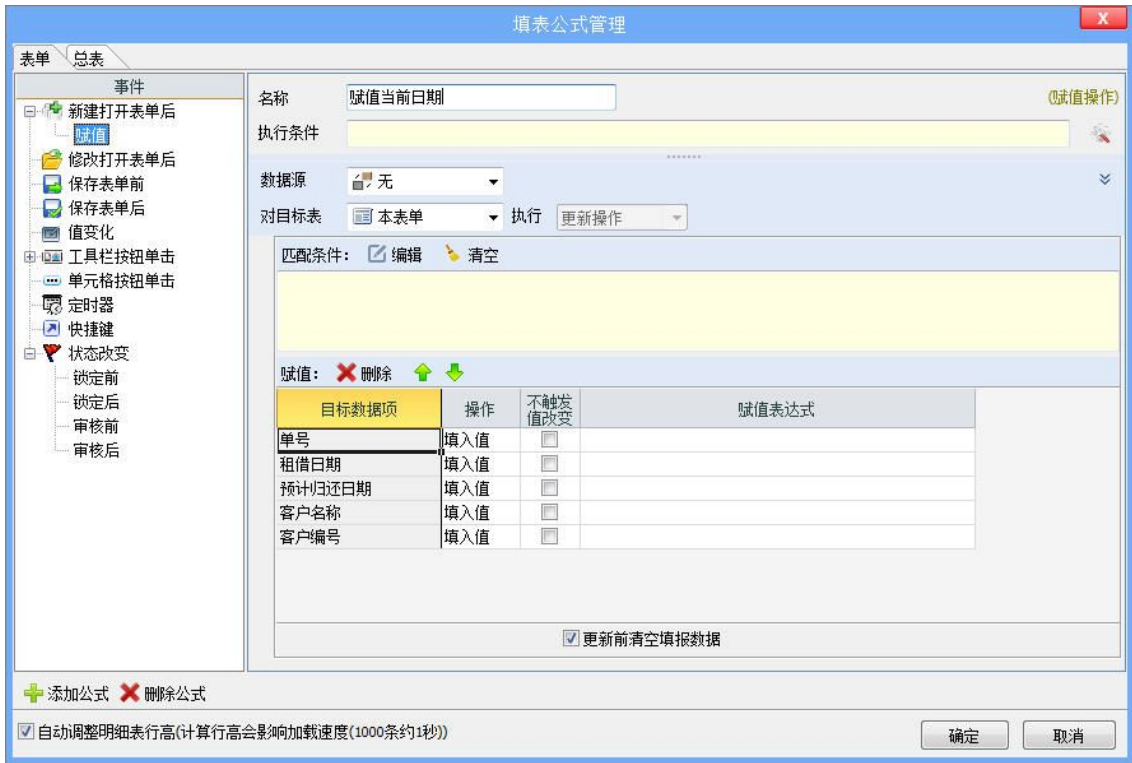 填表公式管理
X
表单 总表
事件
新建打开表单后
赋值
修改打开表单后
保存表单前
保存表单后
值变化
工具栏按钮单击
单元格按钮单击
定时器
快捷键
状态改变
锁定前
锁定后
审核前
审核后
名称 赋值当前日期 (赋值操作)
执行条件
数据源 无
对目标表 本表单 执行 更新操作
匹配条件: 编辑 清空
赋值: 删除
目标数据项 操作 不触发值改变 赋值表达式
单号 填入值
租借日期 填入值
预计归还日期 填入值
客户名称 填入值
客户编号 填入值
更新前清空填报数据
添加公式 删除公式
自动调整明细表行高(计算行高会影响加载速度(1000条约1秒))
确定 取消